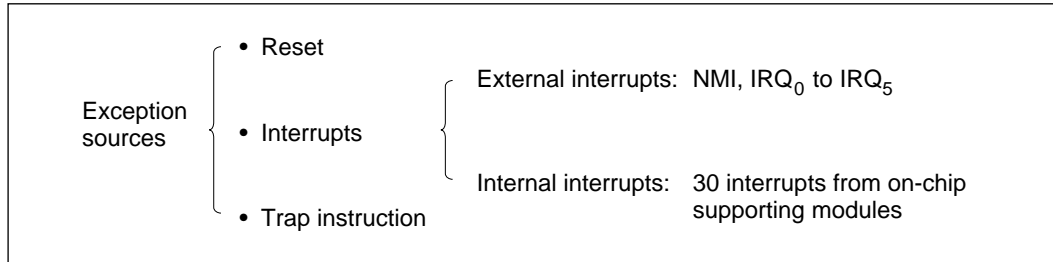 • Reset
External interrupts: NMI, IRQ0 to IRQ5
Exception
sources
• Interrupts
Internal interrupts: 30 interrupts from on-chip
supporting modules
• Trap instruction